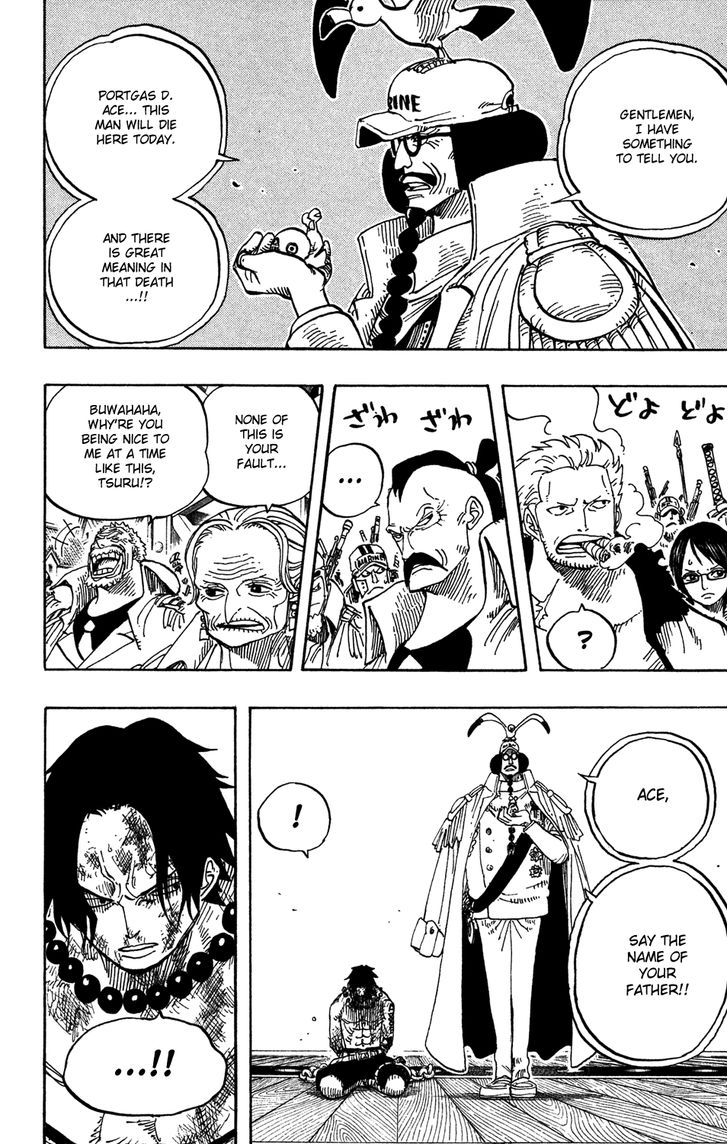 GENTLEMEN,
I HAVE
SOMETHING
TO TELL YOU.
PORTGAS D.
ACE... THIS
MAN WILL DIE
HERE TODAY.
AND THERE
IS GREAT
MEANING IN
THAT DEATH
...!!
RINE
どよ どよ
?
ざわ ざわ
...
MARINE
NONE OF
THIS IS
YOUR
FAULT...
BUWAHAHA,
WHY'RE YOU
BEING NICE TO
ME AT A TIME
LIKE THIS,
TSURU!?
ACE,
SAY THE
NAME OF
YOUR
FATHER!!
!
...!!